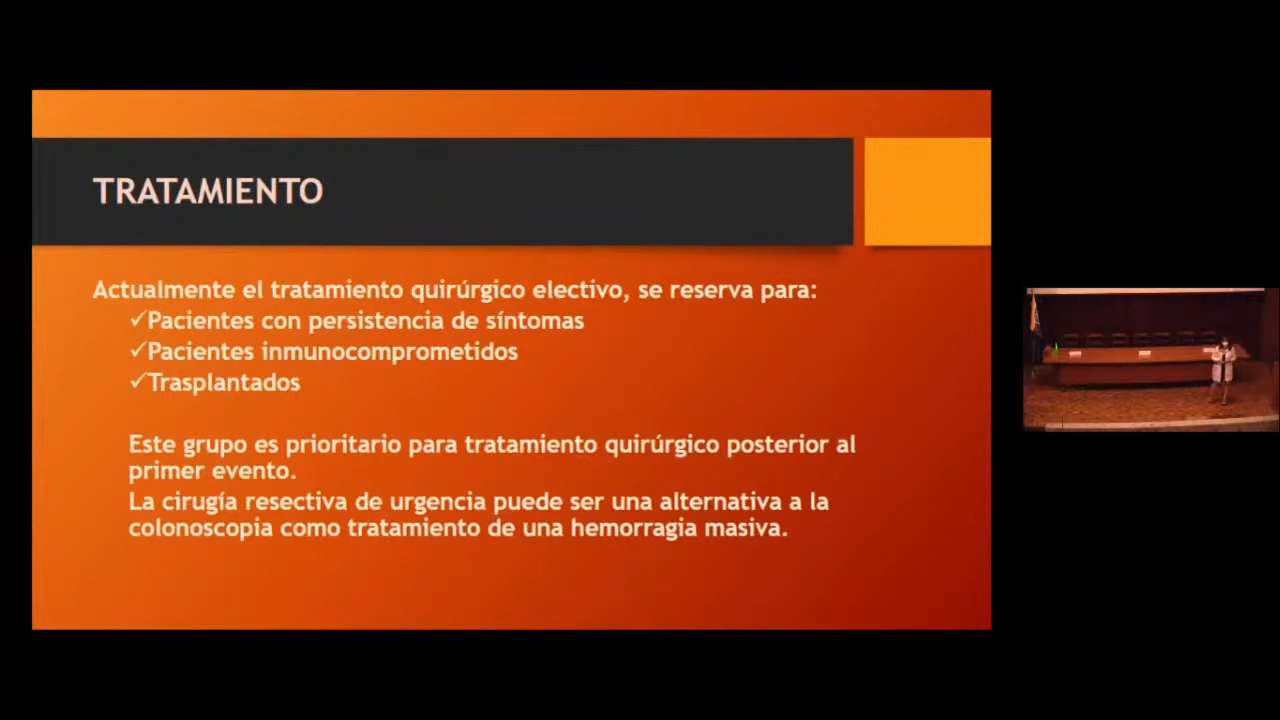 TRATAMIENTO
Actualmente el tratamiento quirúrgico electivo, se reserva para:
✓Pacientes con persistencia de síntomas
✓Pacientes inmunocomprometidos
✓Trasplantados
Este grupo es prioritario para tratamiento quirúrgico posterior al
primer evento.
La cirugía resectiva de urgencia puede ser una alternativa a la
colonoscopia como tratamiento de una hemorragia masiva.